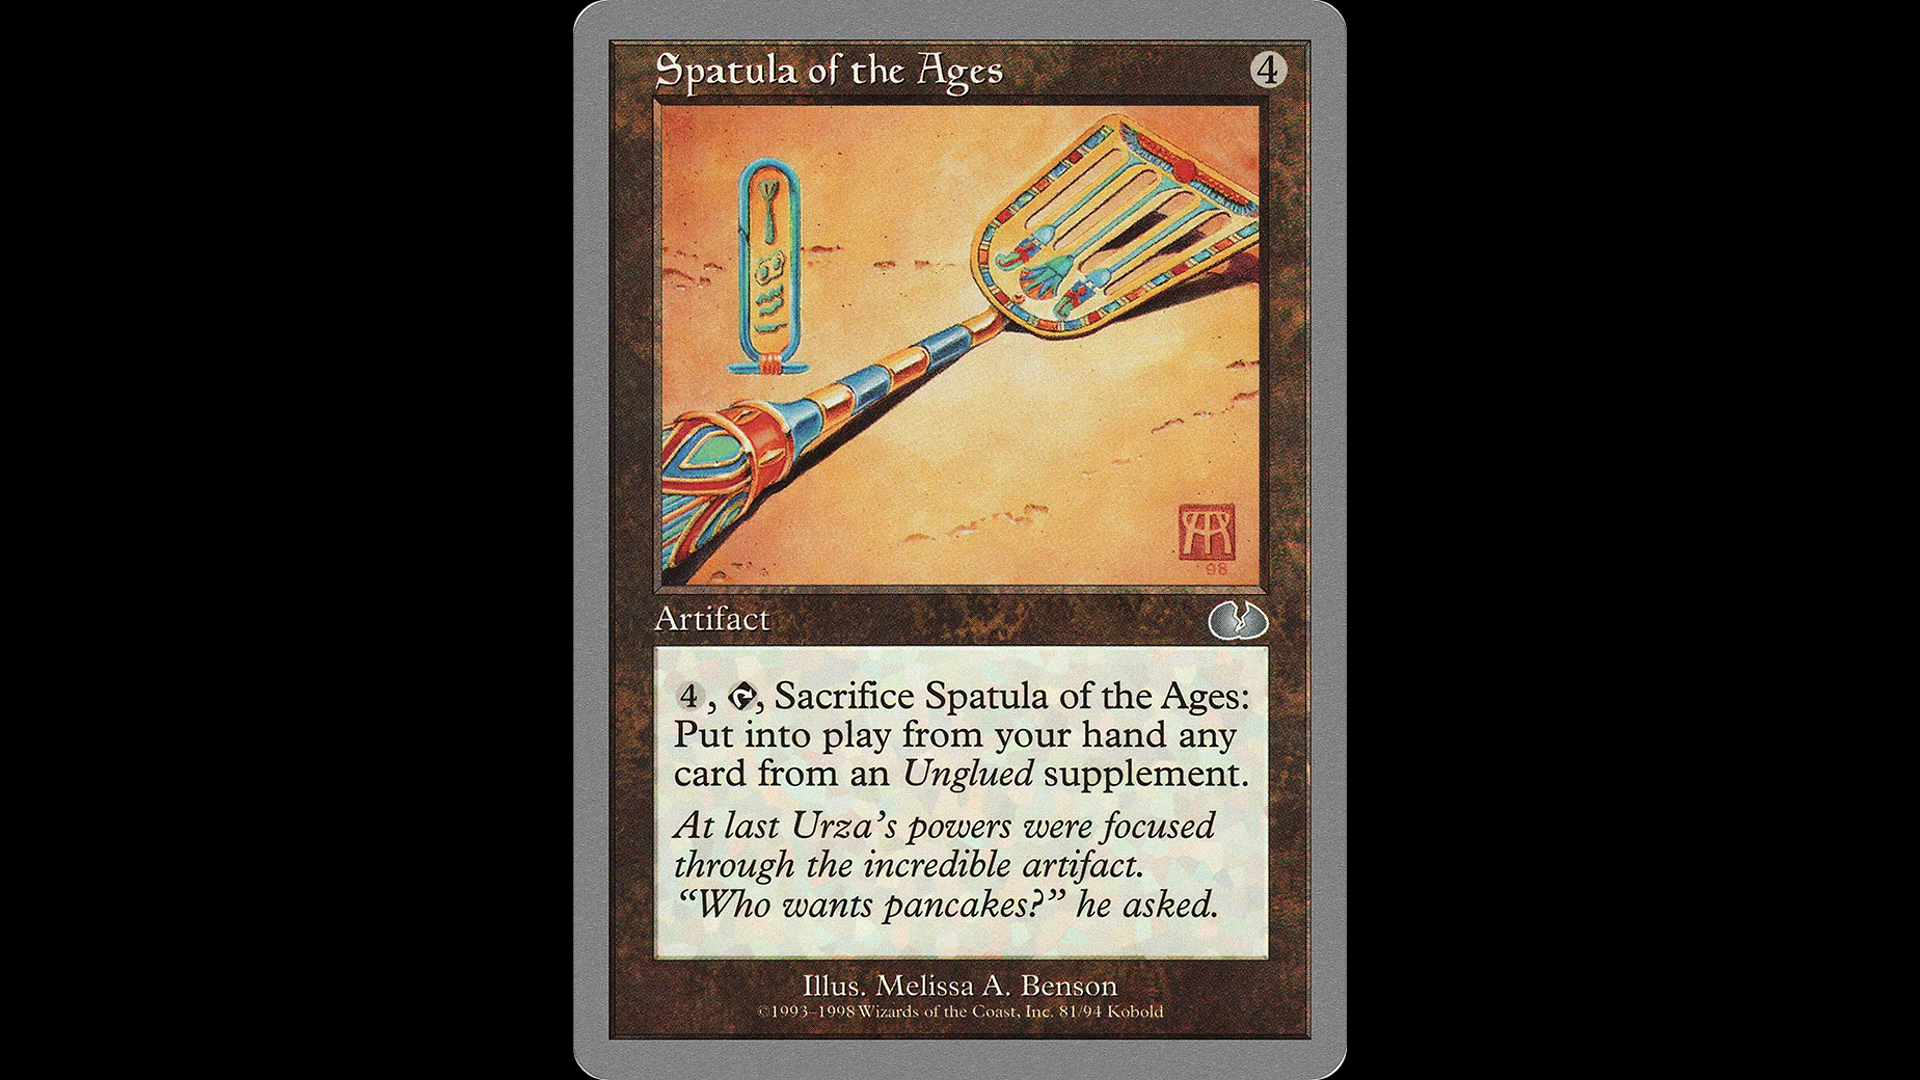 Spatula of the Ages 4
'98
Artifact
4, Sacrifice Spatula of the Ages:
Put into play from your hand any
card from an Unglued supplement.
At last Urza's powers were focused
through the incredible artifact.
“Who wants pancakes?” he asked.
Illus. Melissa A. Benson
©1993–1998 Wizards of the Coast, Inc. 81/94 Kobold